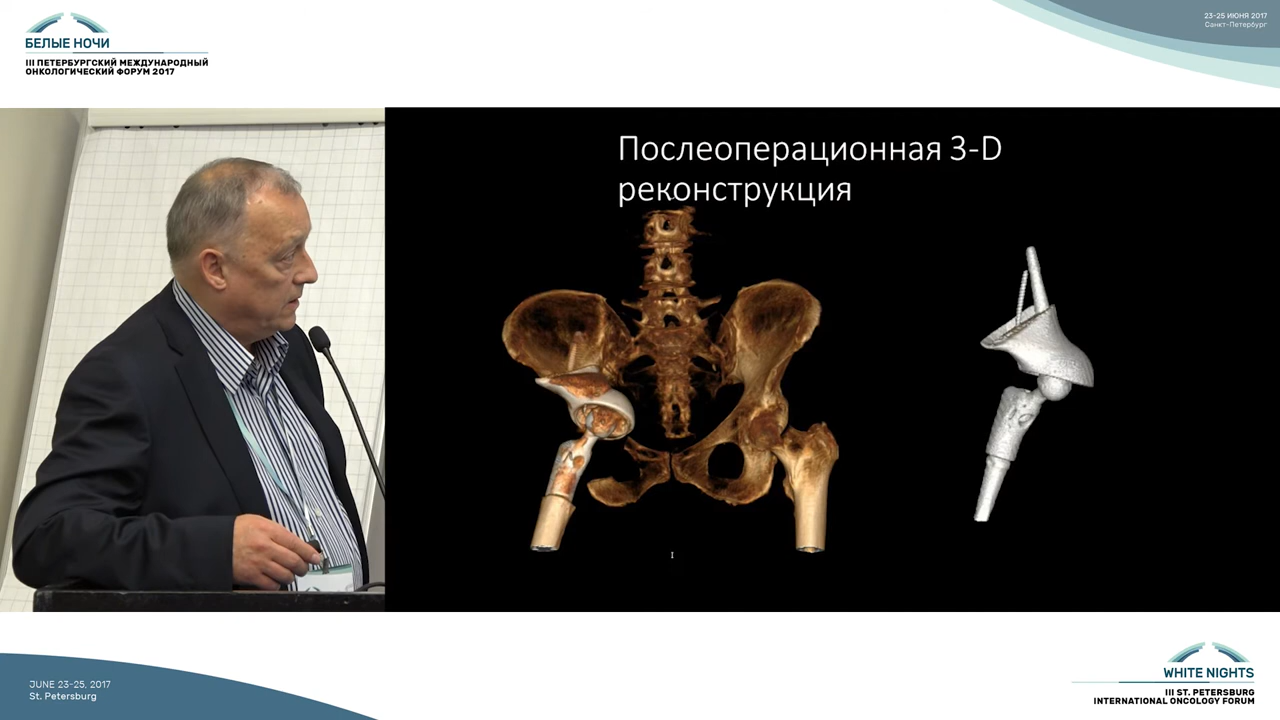 БЕЛЫЕ НОЧИ
III ПЕТЕРБУРГСКИЙ МЕЖДУНАРОДНЫЙ
ОНКОЛОГИЧЕСКИЙ ФОРУМ 2017
23-25 ИЮНЯ 2017
Санкт-Петербург
Послеоперационная 3-D
реконструкция
JUNE 23-25, 2017
St. Petersburg
WHITE NIGHTS
III ST. PETERSBURG
INTERNATIONAL ONCOLOGY FORUM